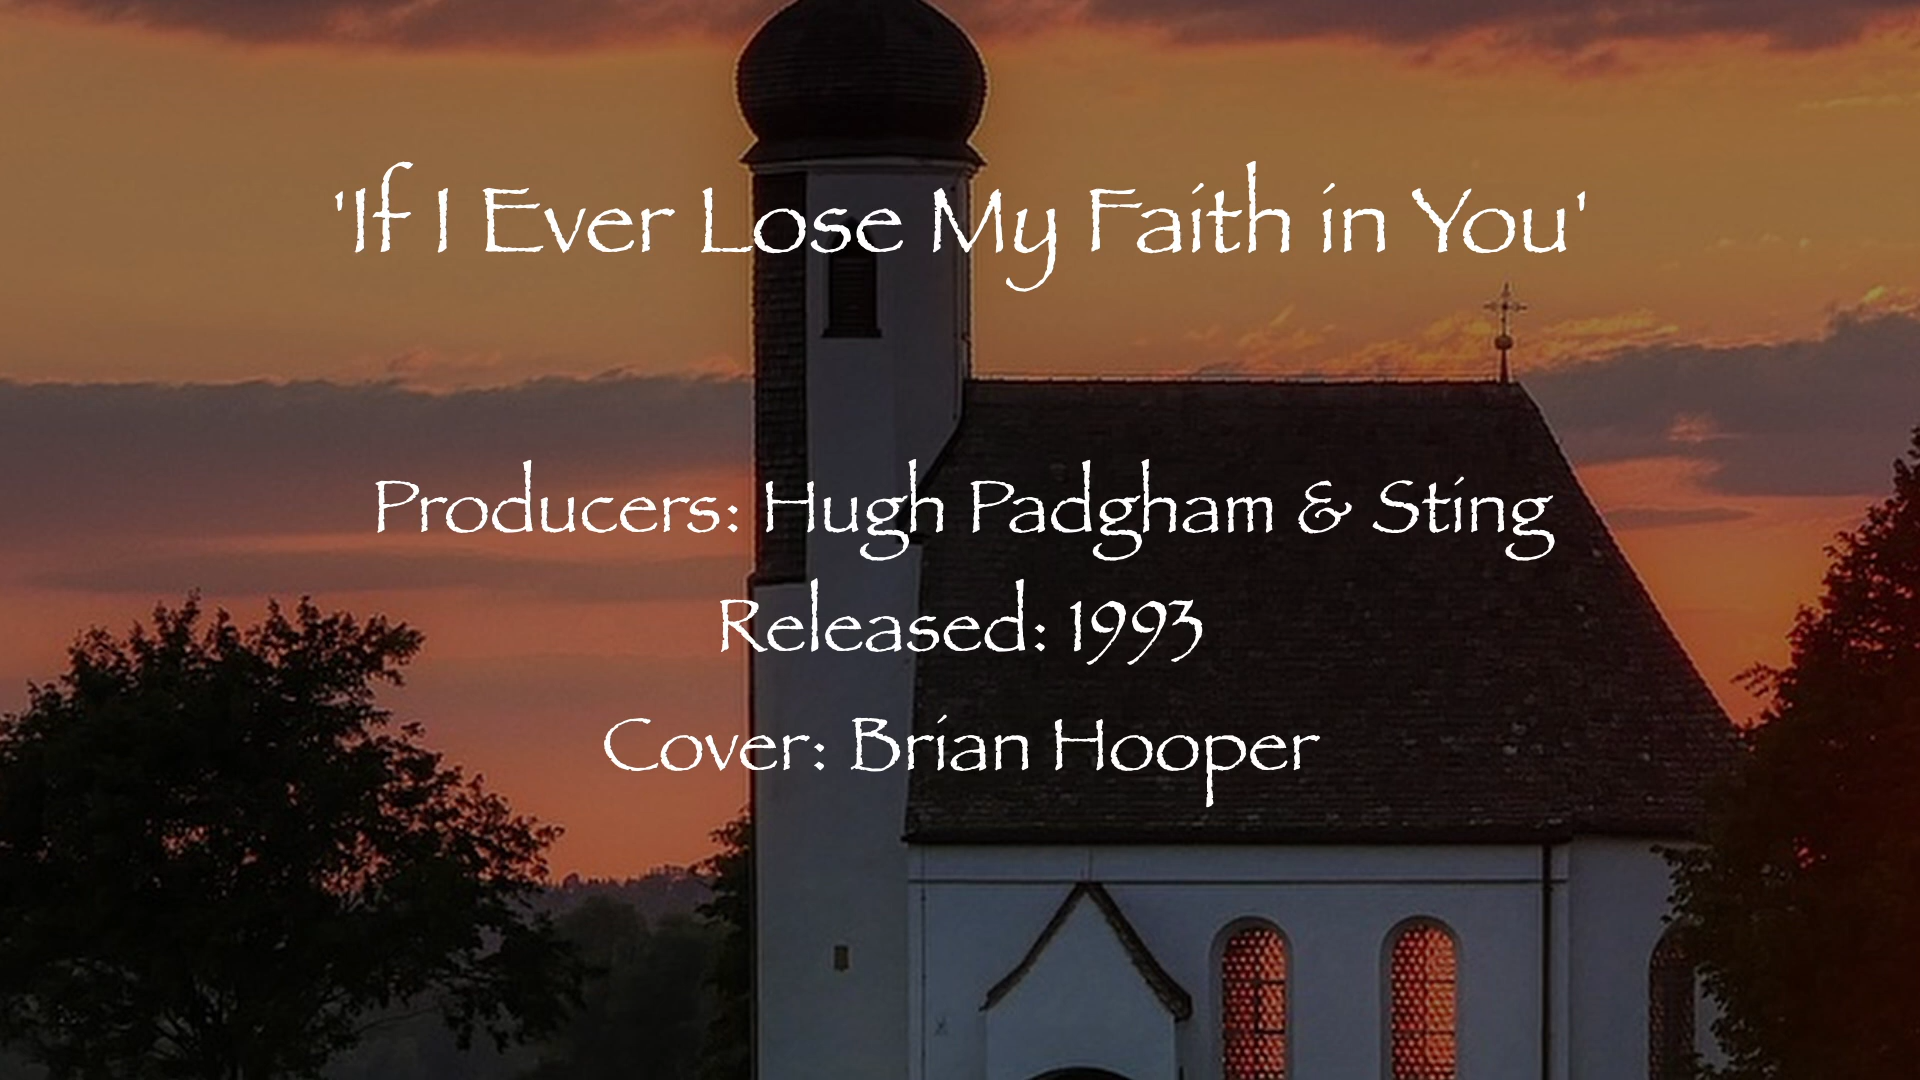 'If I Ever Lose My Faith in You'
Producers: Hugh Padgham & Sting
Released: 1993
Cover: Brian Hooper